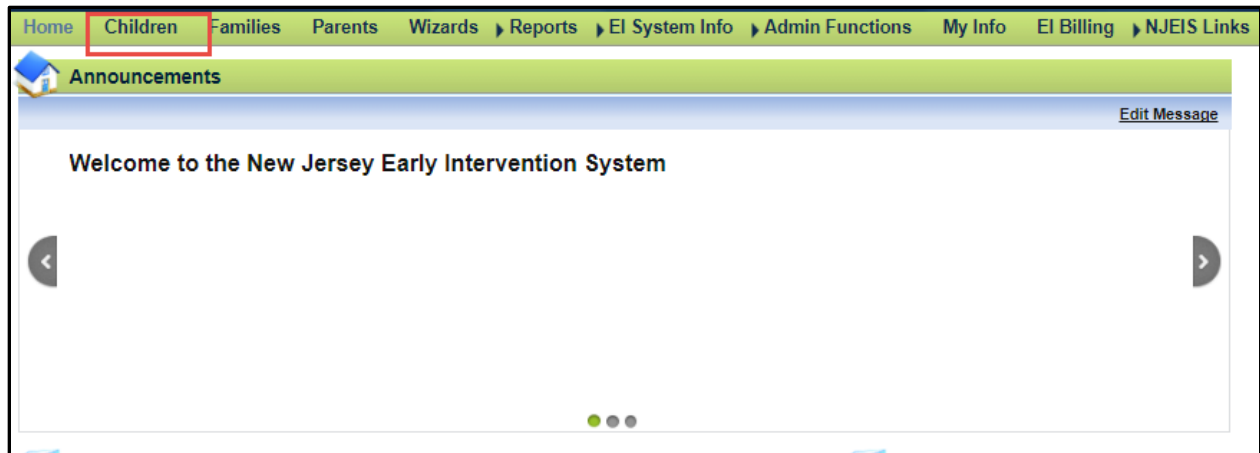 Home Children Families Parents Wizards Reports EI System Info Admin Functions My Info EI Billing NJEIS Links
Announcements
Edit Message
Welcome to the New Jersey Early Intervention System